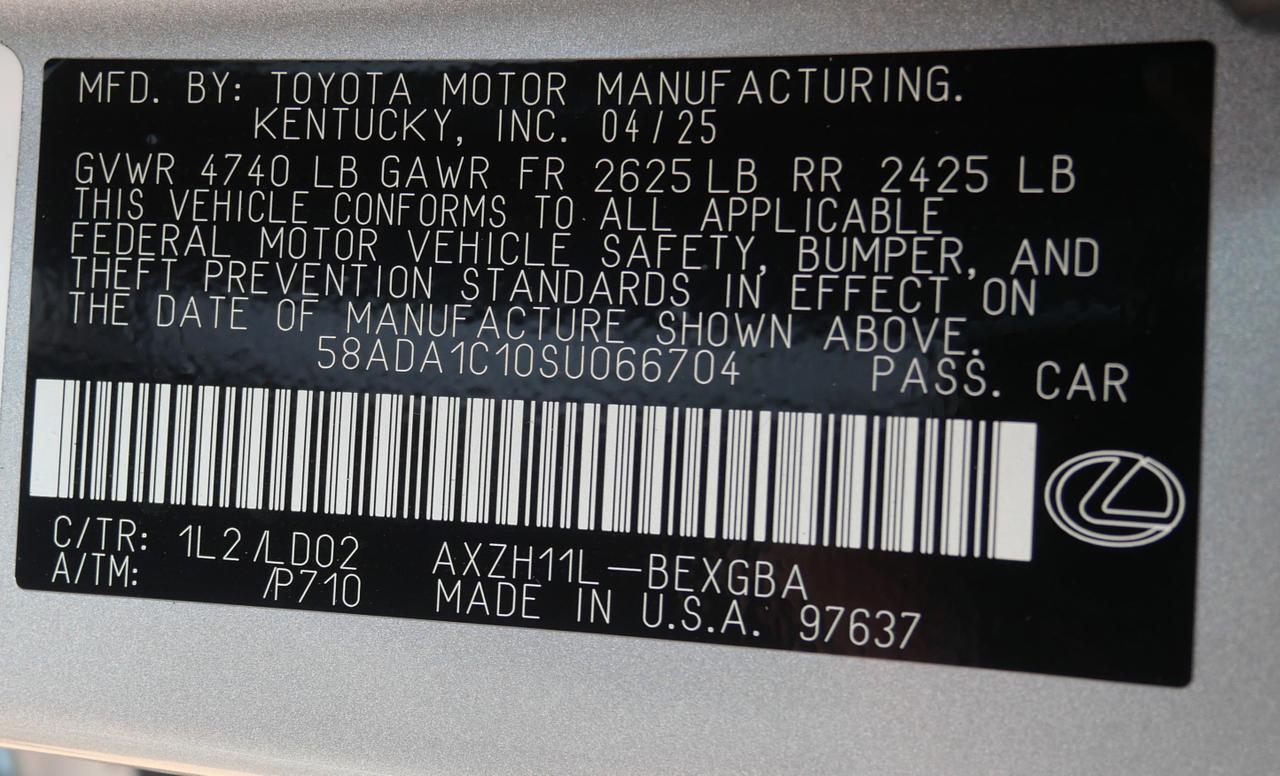 MFD. BY: TOYOTA MOTOR MANUFACTURING.
KENTUCKY, INC. 04/25
GVWR 4740 LB GAWR FR 2625 LB RR 2425 LB
THIS VEHICLE CONFORMS TO ALL APPLICABLE
FEDERAL MOTOR VEHICLE SAFETY, BUMPER, AND
THEFT PREVENTION STANDARDS IN EFFECT ON
THE DATE OF MANUFACTURE SHOWN ABOVE.
58ADA1C10SU066704 PASS. CAR
C/TR: 1L2 /LD02 AXZH11L-BEXGBA
A/TM: /P710 MADE IN U.S.A. 97637